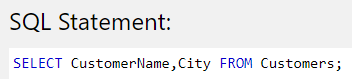 SQL Statement:
SELECT CustomerName,City FROM Customers;